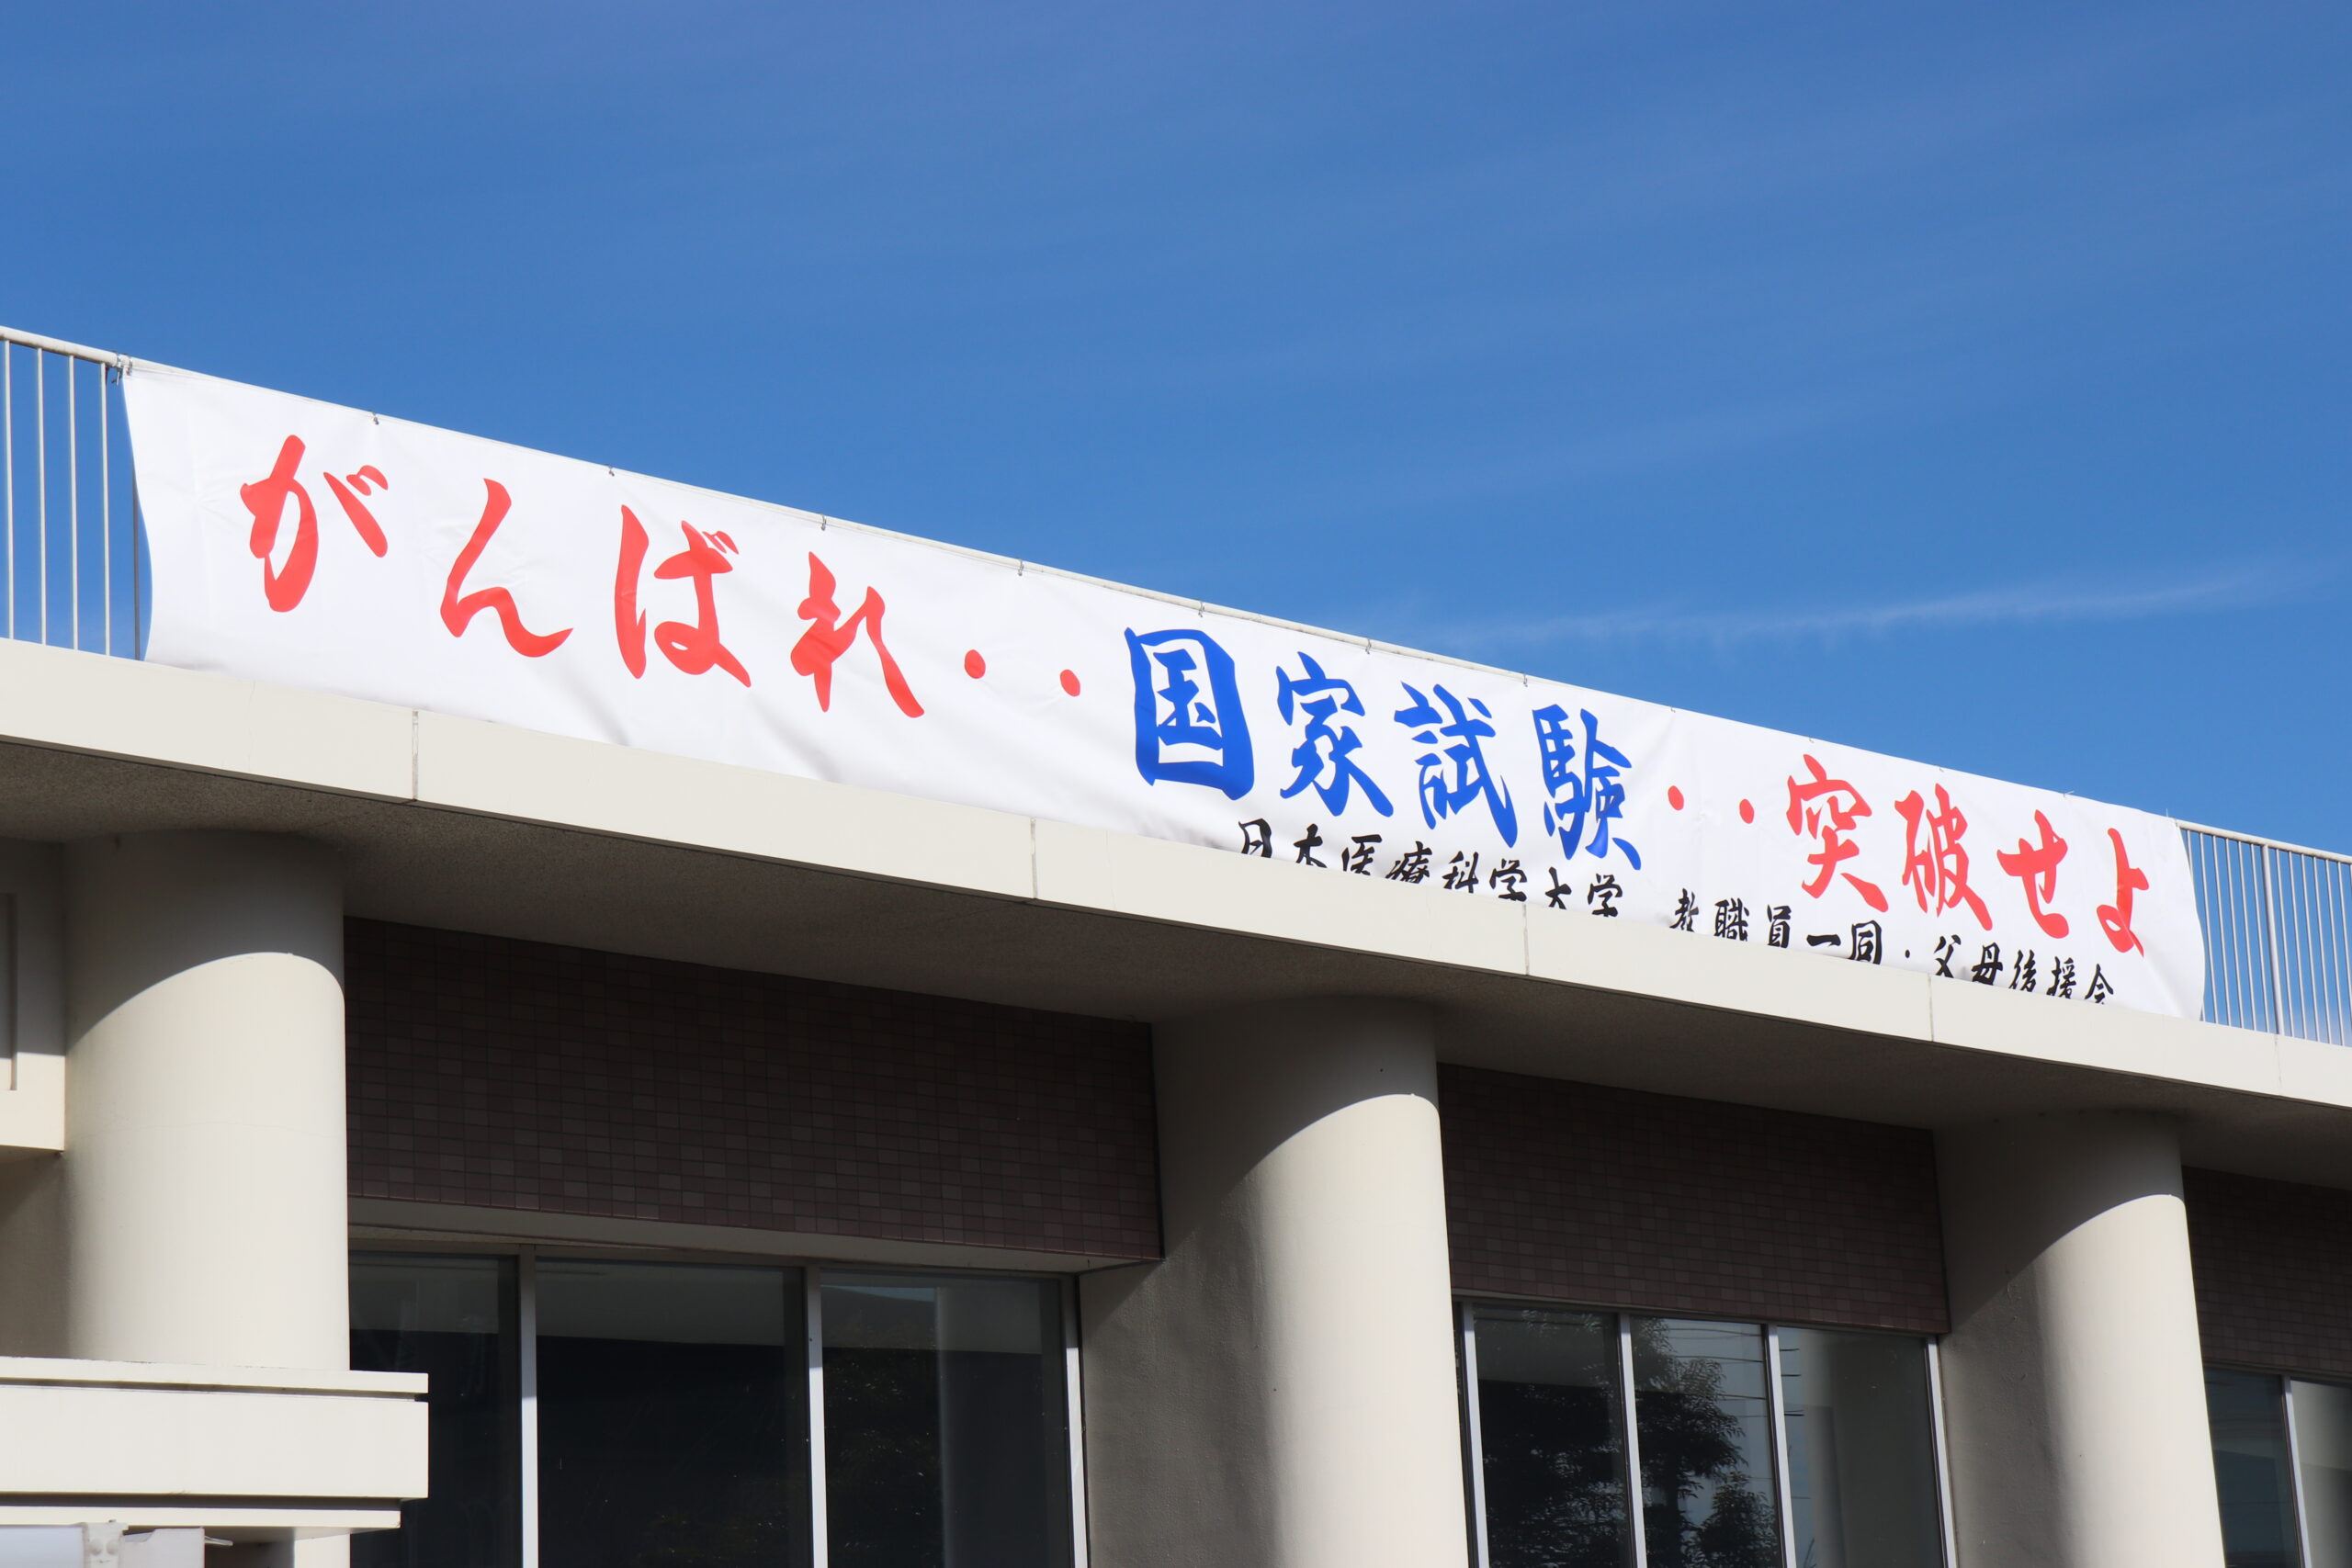 がんばれ・・国家試験・・突破せよ
日本医療科学大学 教職員一同・父母後援会